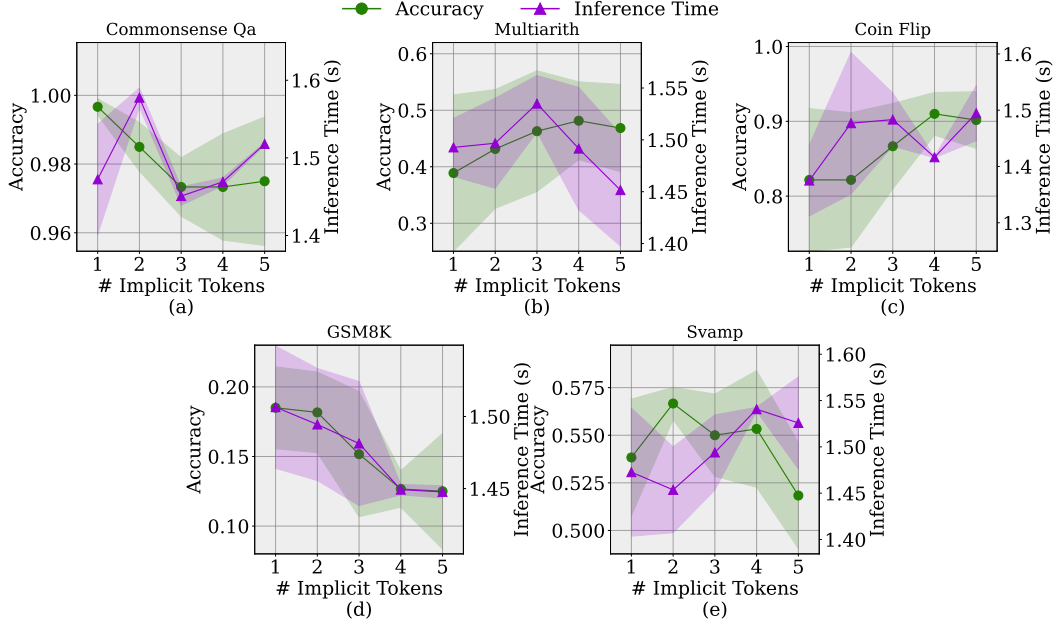 Accuracy
Inference Time
Commonsense Qa
Accuracy
1.00
0.98
0.96
1.6
1.5
1.4
Inference Time (s)
1 2 3 4 5
# Implicit Tokens
(a)
Multiarith
Accuracy
0.6
0.5
0.4
0.3
1.55
1.50
1.45
1.40
Inference Time (s)
1 2 3 4 5
# Implicit Tokens
(b)
Coin Flip
Accuracy
1.0
0.9
0.8
1.6
1.5
1.4
1.3
Inference Time (s)
1 2 3 4 5
# Implicit Tokens
(c)
GSM8K
Accuracy
0.20
0.15
0.10
1.50
1.45
Inference Time (s)
1 2 3 4 5
# Implicit Tokens
(d)
Svamp
Accuracy
0.575
0.550
0.525
0.500
1.60
1.55
1.50
1.45
1.40
Inference Time (s)
1 2 3 4 5
# Implicit Tokens
(e)